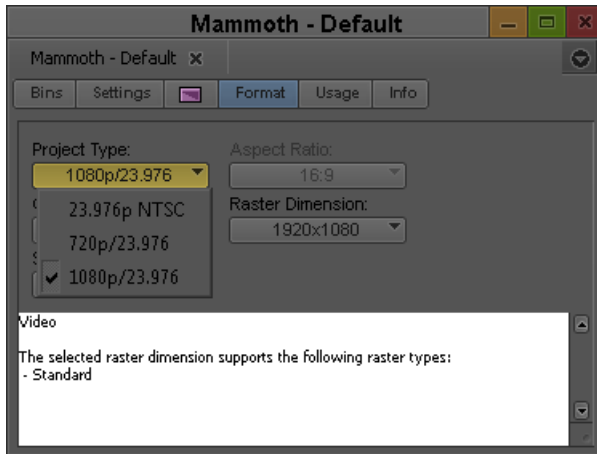 Mammoth - Default
Mammoth - Default
Bins Settings Format Usage Info
Project Type: Aspect Ratio:
1080p/23.976 16:9
23.976p NTSC Raster Dimension:
720p/23.976 1920x1080
1080p/23.976
Video
The selected raster dimension supports the following raster types:
- Standard